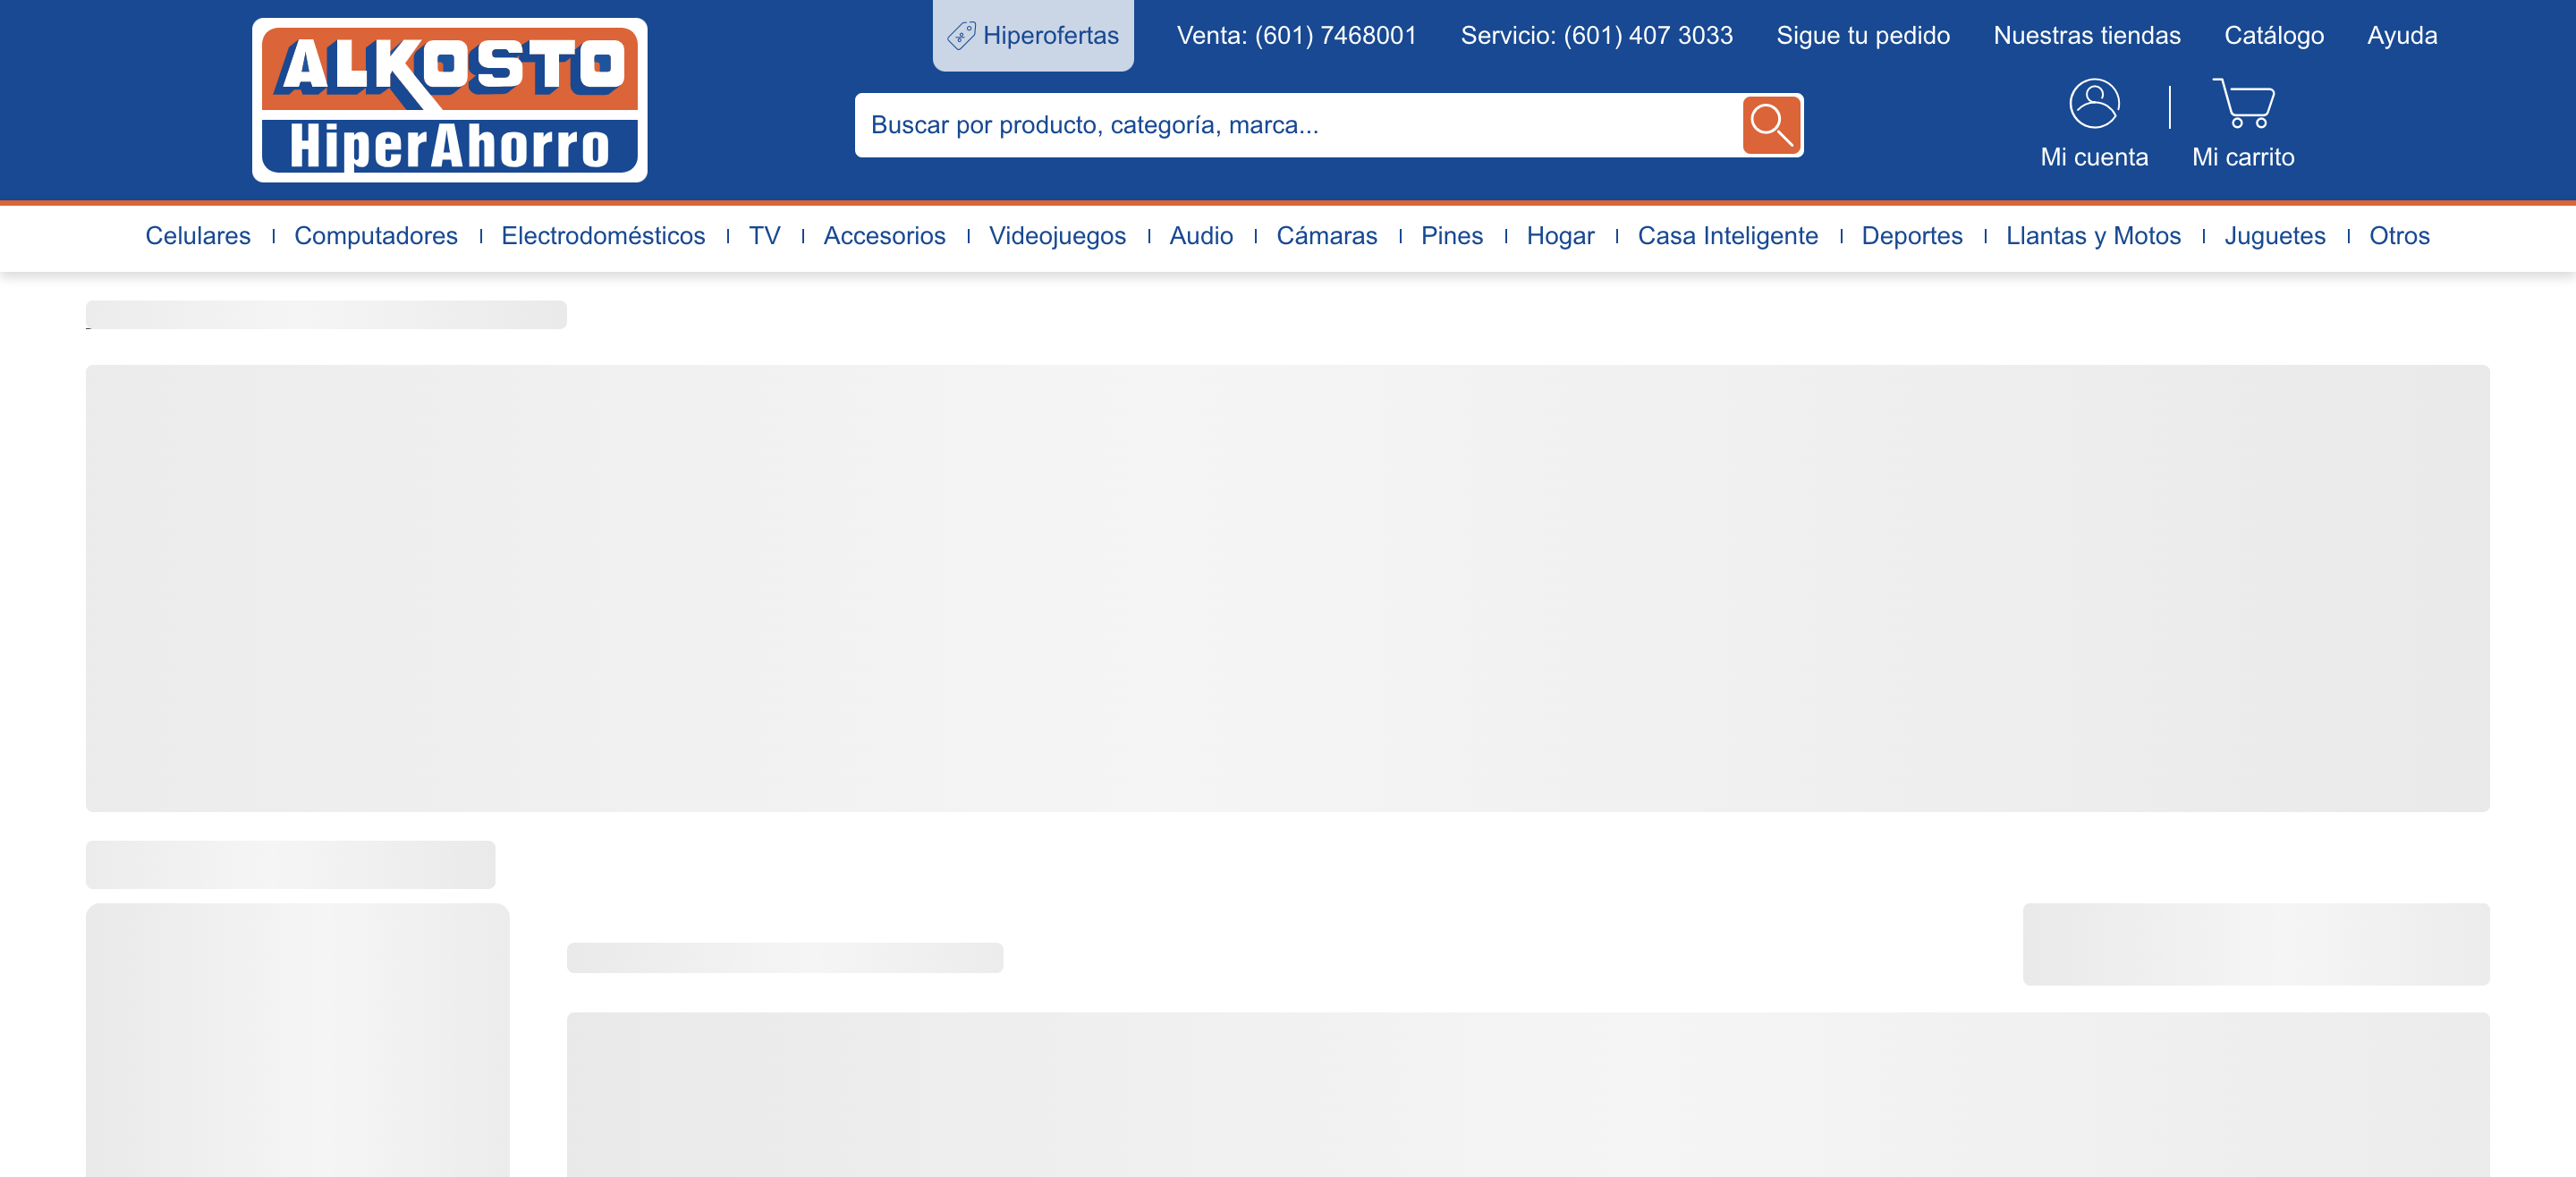 ALKOSTO
HiperAhorro
Hiperofertas
Venta: (601) 7468001
Servicio: (601) 407 3033
Sigue tu pedido
Nuestras tiendas
Catálogo
Ayuda
Buscar por producto, categoría, marca...
Mi cuenta
Mi carrito
Celulares
Computadores
Electrodomésticos
TV
Accesorios
Videojuegos
Audio
Cámaras
Pines
Hogar
Casa Inteligente
Deportes
Llantas y Motos
Juguetes
Otros